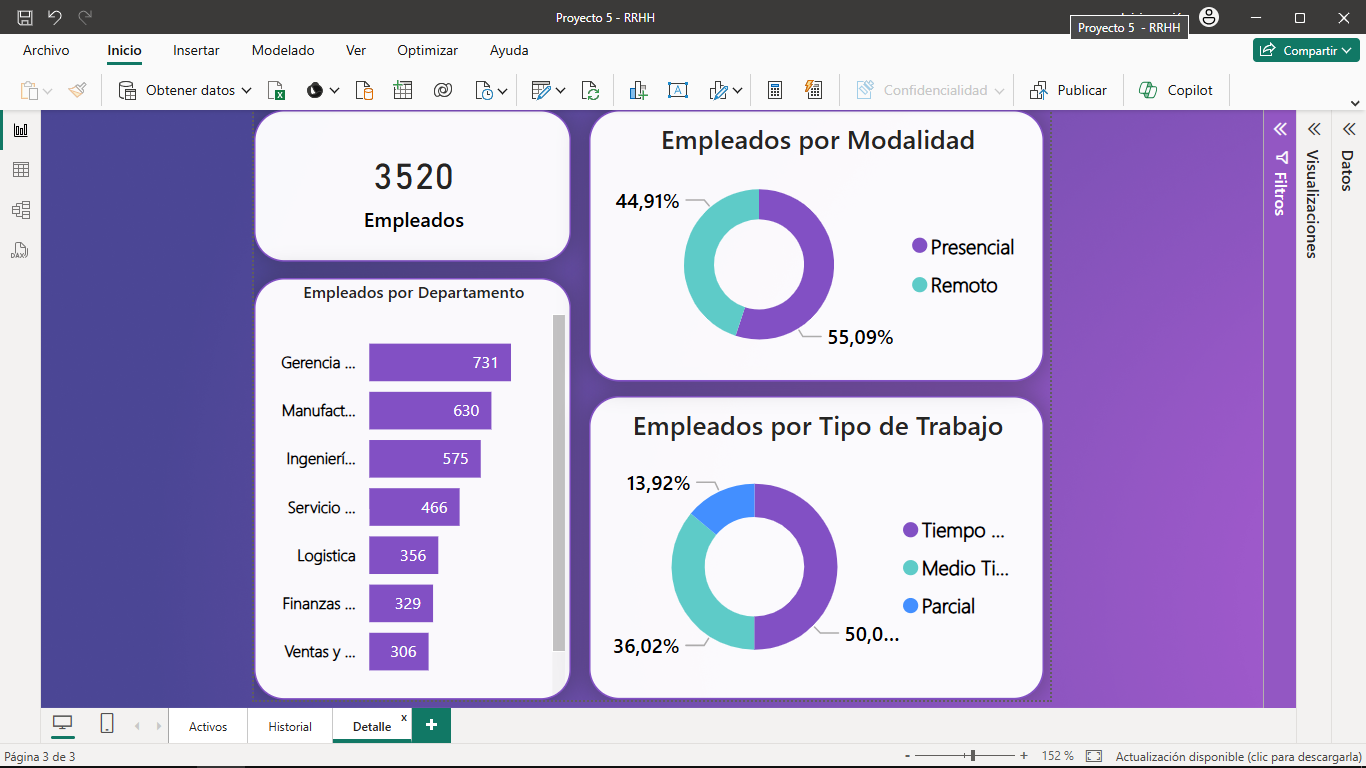 Proyecto 5 - RRHH
Proyecto 5 - RRHH
Archivo
Inicio
Insertar
Modelado
Ver
Optimizar
Ayuda
Compartir
Obtener datos
Confidencialidad
Publicar
Copilot
3520
Empleados
Empleados por Departamento
Gerencia ... 731
Manufact... 630
Ingenierí... 575
Servicio ... 466
Logistica 356
Finanzas ... 329
Ventas y ... 306
Empleados por Modalidad
44,91%
55,09%
Presencial
Remoto
Empleados por Tipo de Trabajo
13,92%
36,02%
50,0...
Tiempo ...
Medio Ti...
Parcial
Filtros
Visualizaciones
Datos
DAX
Activos
Historial
Detalle x
+
Página 3 de 3
- + 152 %
Actualización disponible (clic para descargarla)